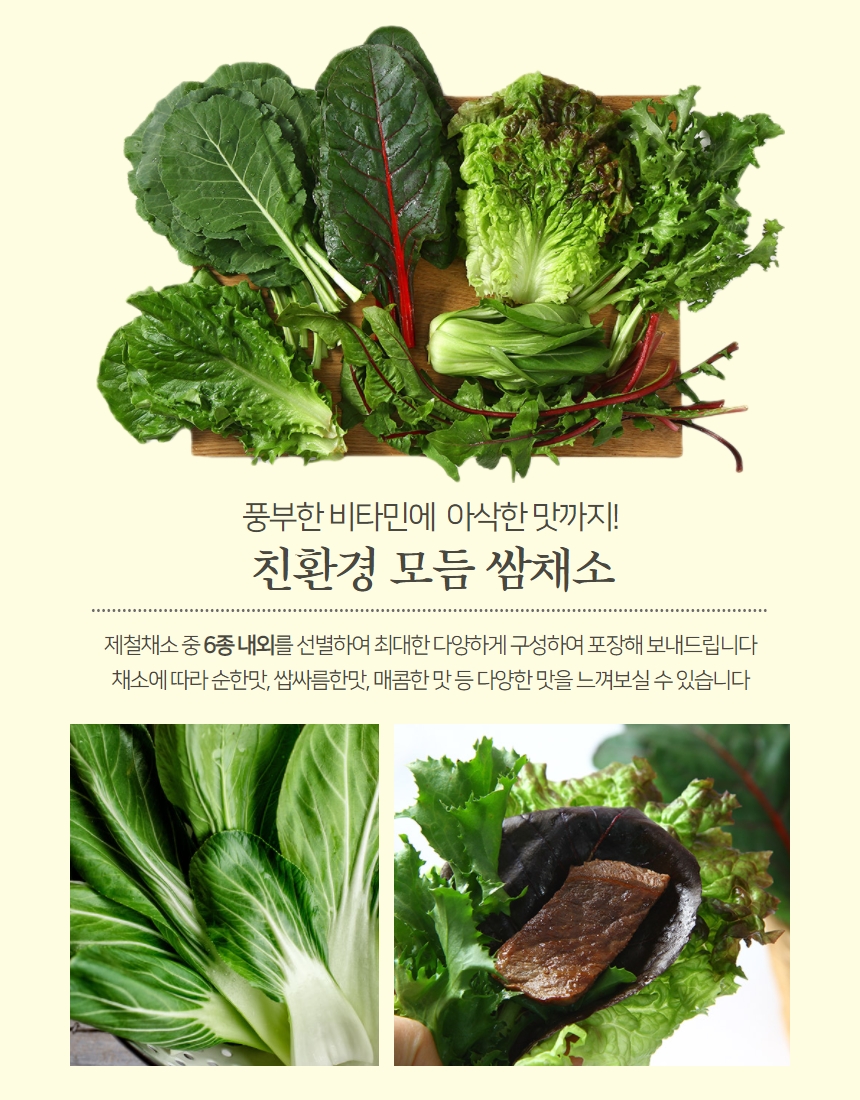 풍부한 비타민에 아삭한 맛까지!
친환경 모듬 쌈채소
제철채소 중 6종 내외를 선별하여 최대한 다양하게 구성하여 포장해 보내드립니다
채소에 따라 순한맛, 쌉싸름한맛, 매콤한 맛 등 다양한 맛을 느껴보실 수 있습니다